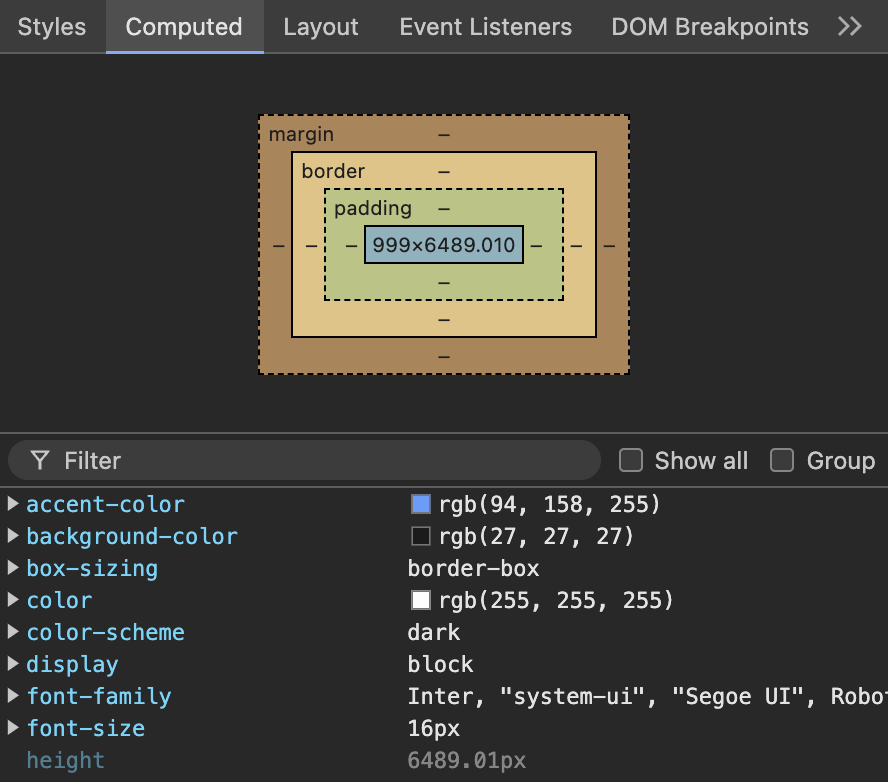 Styles Computed Layout Event Listeners DOM Breakpoints
margin –
border –
padding –
– – – 999×6489.010 – – –
–
–
–
Filter Show all Group
accent-color rgb(94, 158, 255)
background-color rgb(27, 27, 27)
box-sizing border-box
color rgb(255, 255, 255)
color-scheme dark
display block
font-family Inter, "system-ui", "Segoe UI", Robo
font-size 16px
height 6489.01px